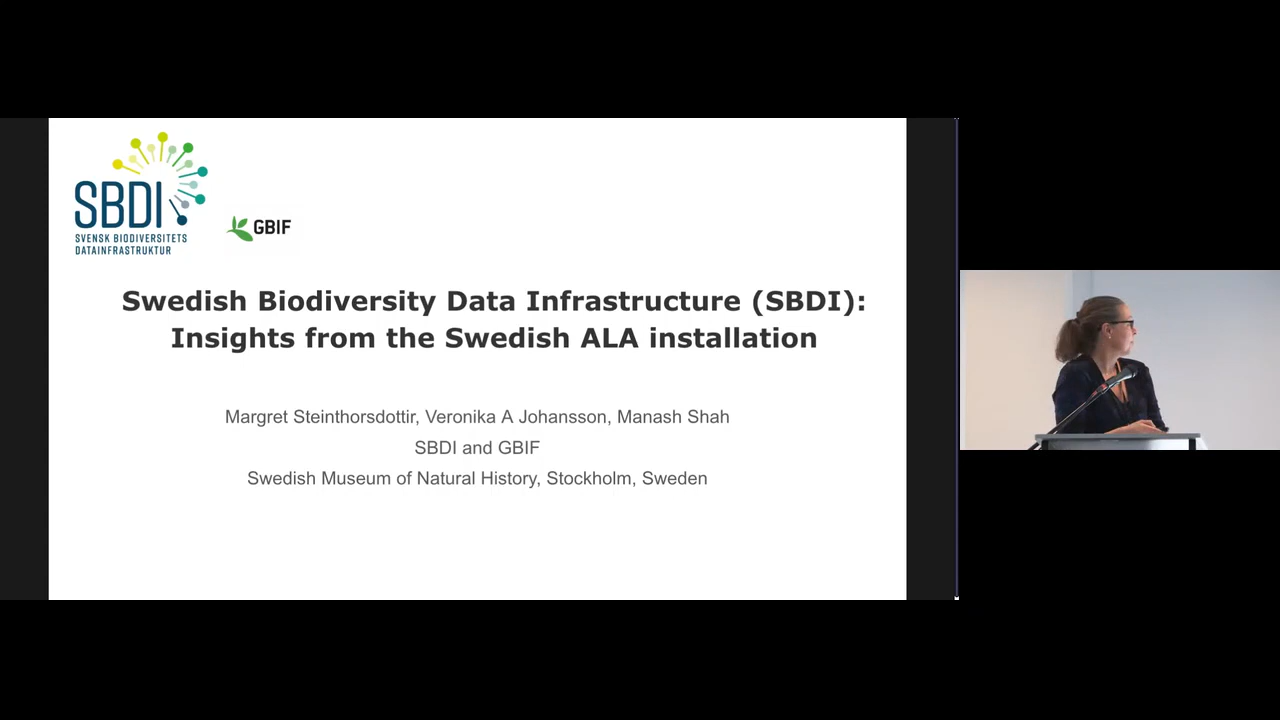 SBDI
SVENSK BIODIVERSITETS
DATAINFRASTRUKTUR
GBIF
Swedish Biodiversity Data Infrastructure (SBDI):
Insights from the Swedish ALA installation
Margret Steinthorsdottir, Veronika A Johansson, Manash Shah
SBDI and GBIF
Swedish Museum of Natural History, Stockholm, Sweden